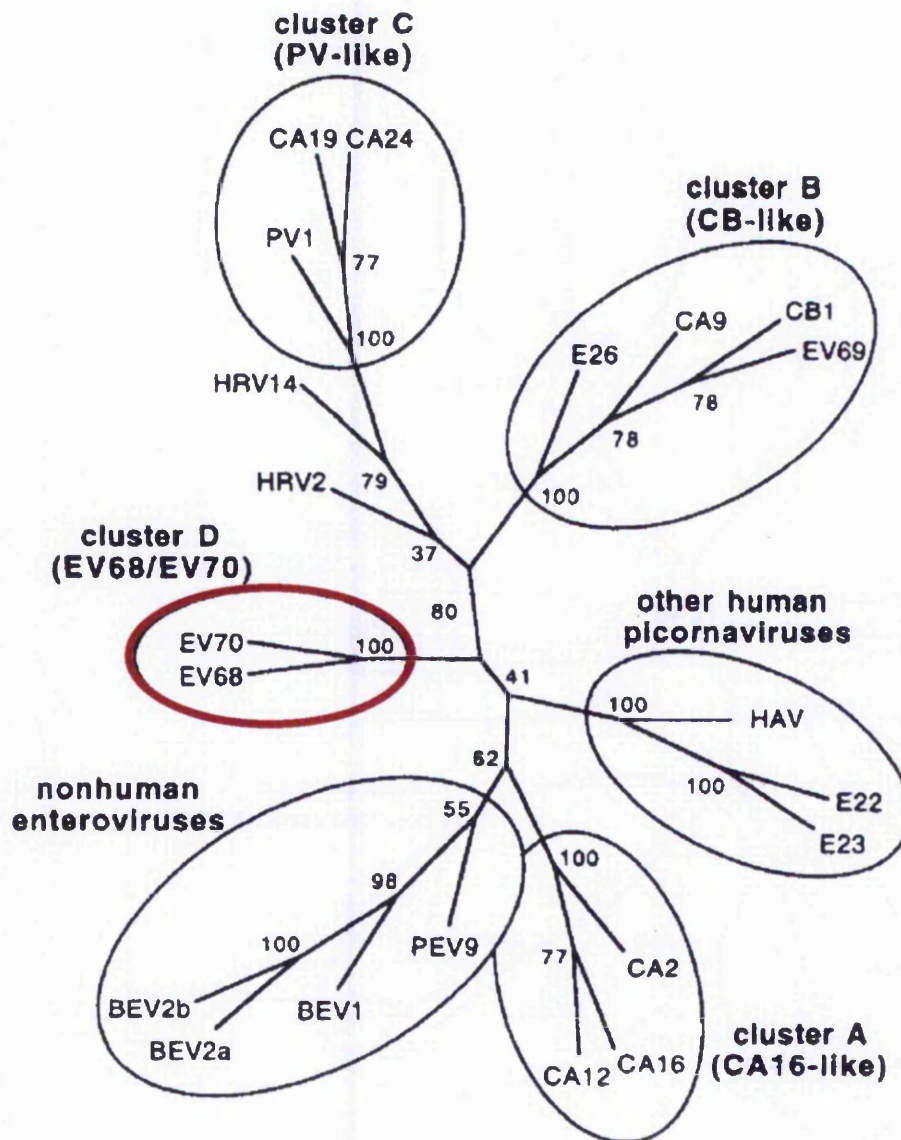 cluster C
(PV-like)
CA19 CA24
PV1
77
100
HRV14
HRV2
79
37
cluster B
(CB-like)
CA9
CB1
E26
EV69
78
78
100
cluster D
(EV68/EV70)
80
EV70
100
EV68
41
other human
picornaviruses
100
HAV
100
E22
E23
62
nonhuman
enteroviruses
55
98
100
PEV9
BEV2b
BEV1
BEV2a
100
77
CA2
CA12
CA16
cluster A
(CA16-like)